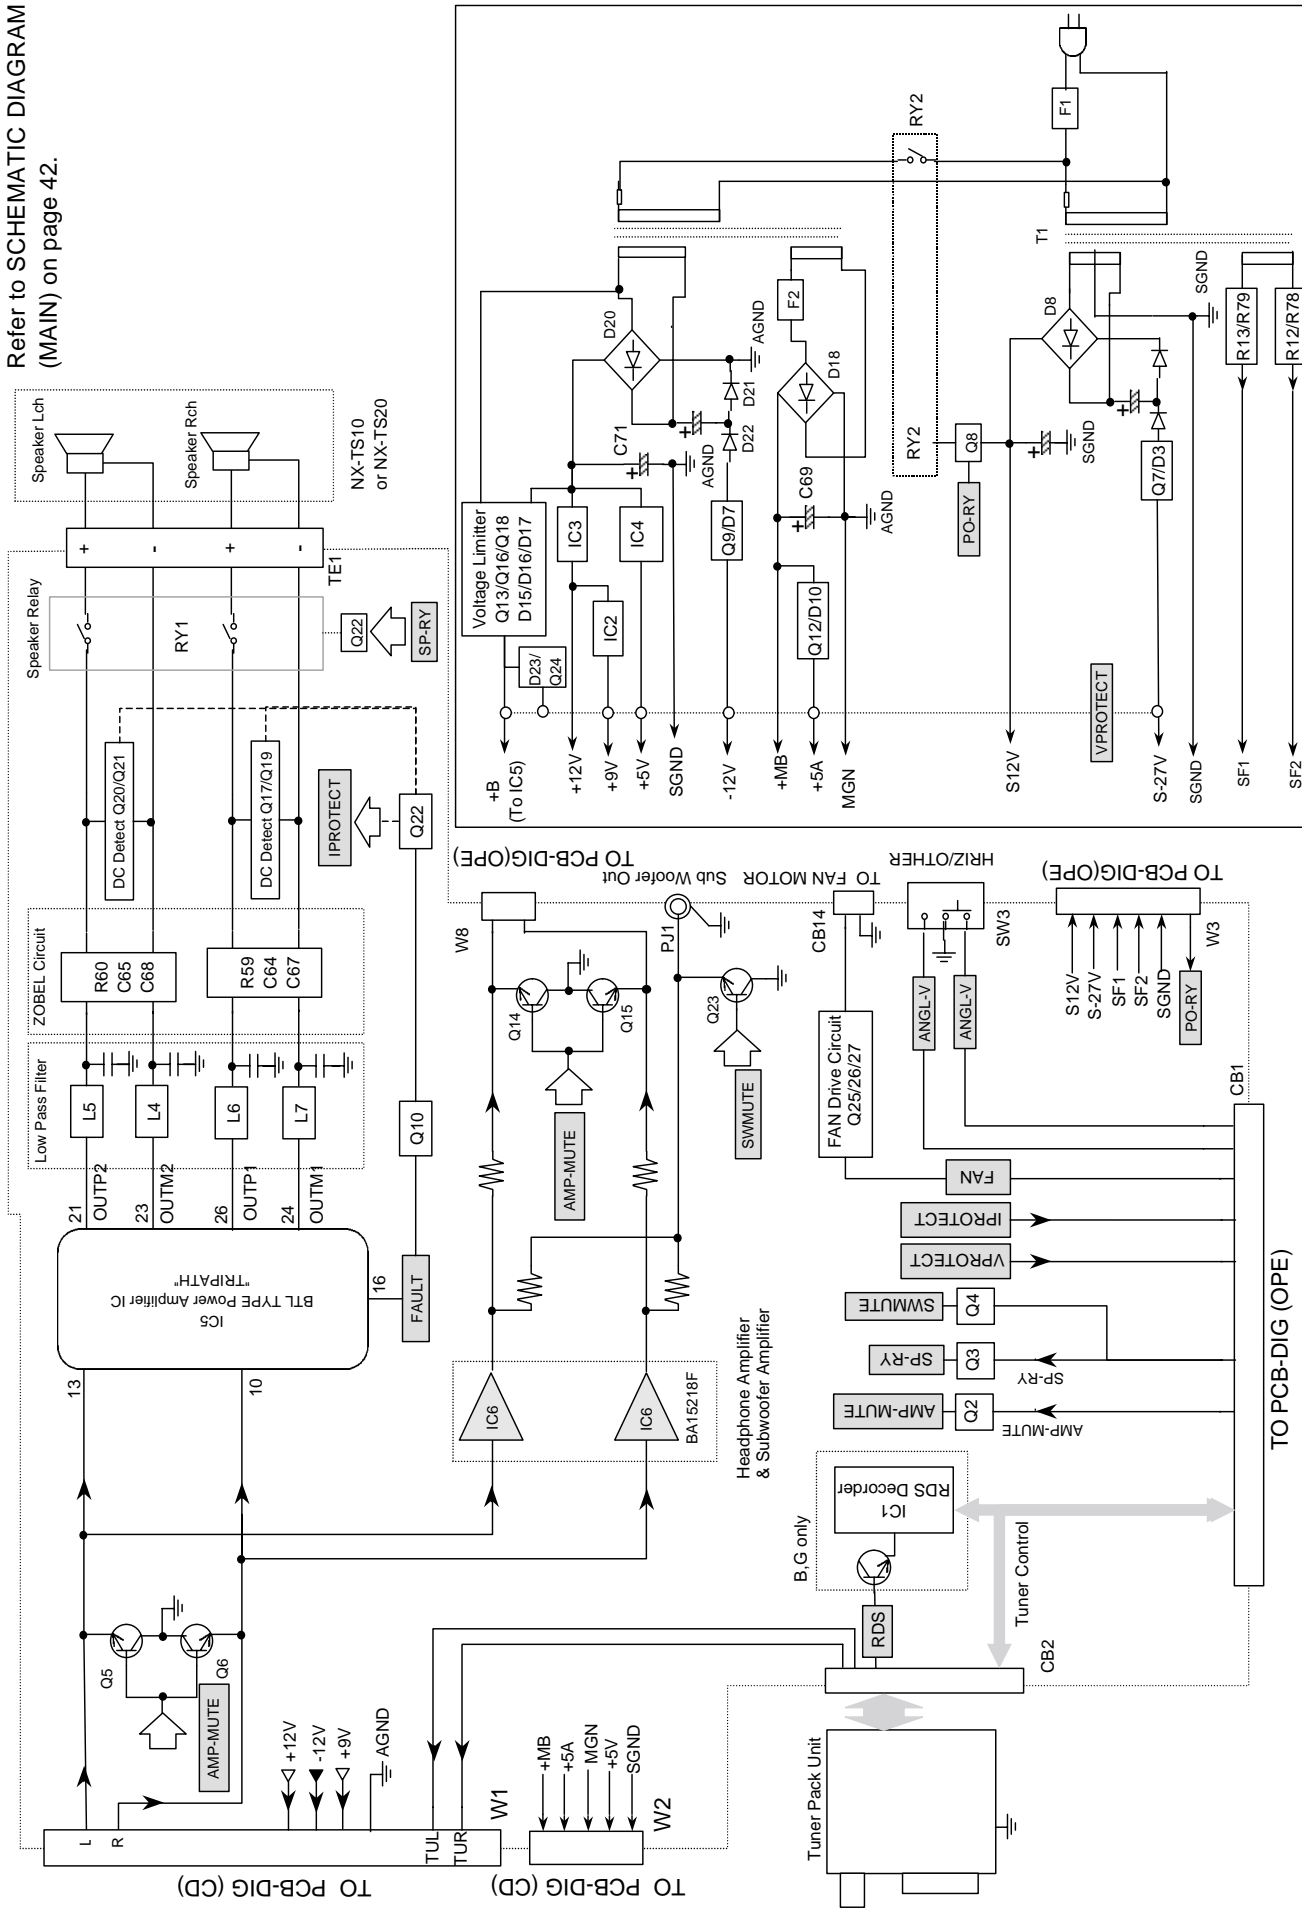 Refer to SCHEMATIC DIAGRAM
(MAIN) on page 42.
Speaker Lch
Speaker Rch
NX-TS10
or NX-TS20
+
-
+
-
TE1
Speaker Relay
RY1
Q22
SP-RY
DC Detect Q20/Q21
DC Detect Q17/Q19
IPROTECT
Q22
ZOBEL Circuit
R60
C65
C68
R59
C64
C67
Low Pass Filter
L5
L4
L6
L7
Q10
21
OUTP2
23
OUTM2
26
OUTP1
24
OUTM1
IC5
BTL TYPE Power Amplifier IC
"TRIPATH"
16
FAULT
13
10
Q5
Q6
AMP-MUTE
L
R
+12V
-12V
+9V
AGND
TUL
TUR
W1
TO PCB-DIG (CD)
+MB
+5A
MGN
+5V
SGND
W2
TO PCB-DIG (CD)
Voltage Limitter
Q13/Q16/Q18
D15/D16/D17
D23/
Q24
IC3
IC2
IC4
C71
+
D20
D21
D22
+
AGND
AGND
Q9/D7
F2
D18
C69
+
AGND
Q12/D10
RY2
RY2
Q8
PO-RY
F1
T1
D8
+
SGND
+
SGND
Q7/D3
R13/R79
R12/R78
VPROTECT
+B
(To IC5)
+12V
+9V
+5V
SGND
-12V
+MB
+5A
MGN
S12V
S-27V
SGND
SF1
SF2
TO PCB-DIG(OPE)
W8
Q14
Q15
AMP-MUTE
Sub Woofer Out
PJ1
Q23
SWMUTE
TO FAN MOTOR
CB14
FAN Drive Circuit
Q25/26/27
HRIZ/OTHER
SW3
ANGL-V
ANGL-V
TO PCB-DIG(OPE)
S12V
S-27V
SF1
SF2
SGND
PO-RY
W3
IC6
IC6
BA15218F
Headphone Amplifier
& Subwoofer Amplifier
FAN
IPROTECT
VPROTECT
SWMUTE
Q4
SP-RY
Q3
SP-RY
AMP-MUTE
Q2
AMP-MUTE
CB1
TO PCB-DIG (OPE)
B,G only
IC1
RDS Decorder
RDS
Tuner Control
CB2
Tuner Pack Unit